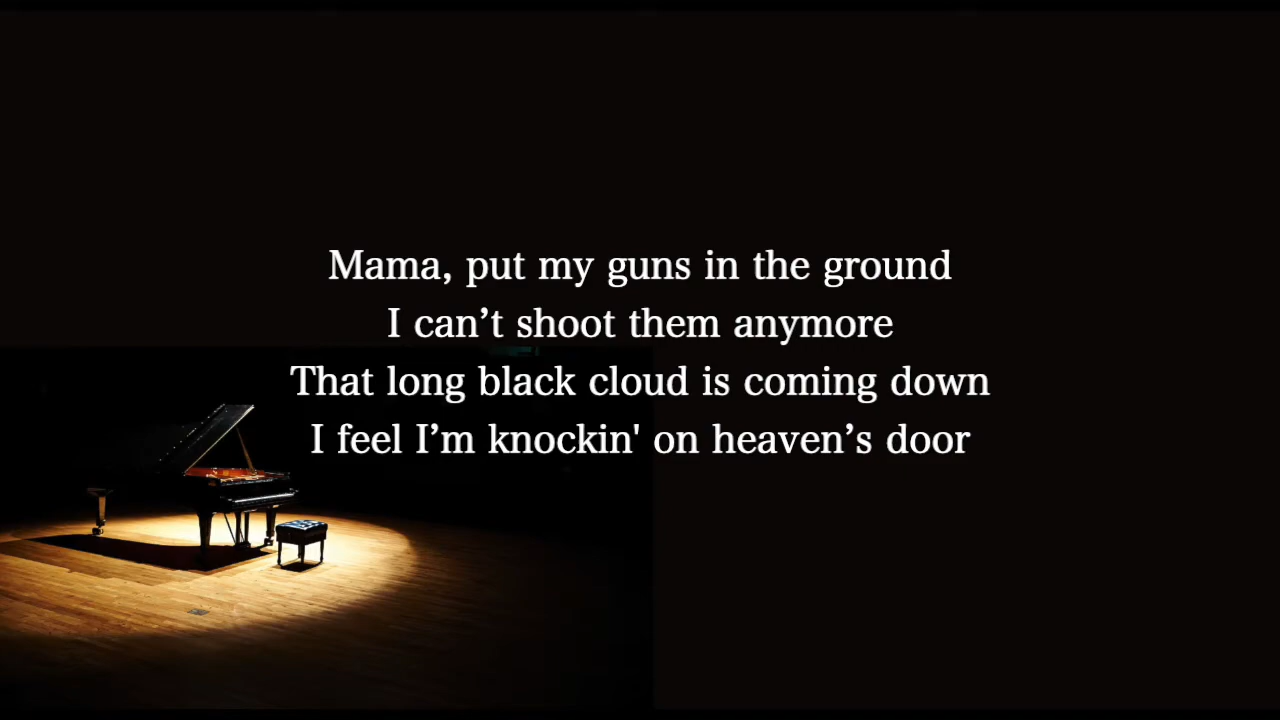 Mama, put my guns in the ground
I can’t shoot them anymore
That long black cloud is coming down
I feel I’m knockin' on heaven’s door